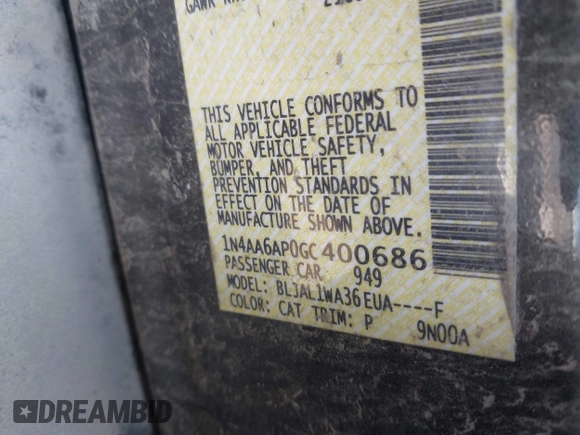 THIS VEHICLE CONFORMS TO
ALL APPLICABLE FEDERAL
MOTOR VEHICLE SAFETY,
BUMPER, AND THEFT
PREVENTION STANDARDS IN
EFFECT ON THE DATE OF
MANUFACTURE SHOWN ABOVE.
1N4AA6AP0GC400686
PASSENGER CAR 949
MODEL: BLJAL1WA36EUA----F
COLOR: CAT TRIM: P 9N00A
DREAMBID